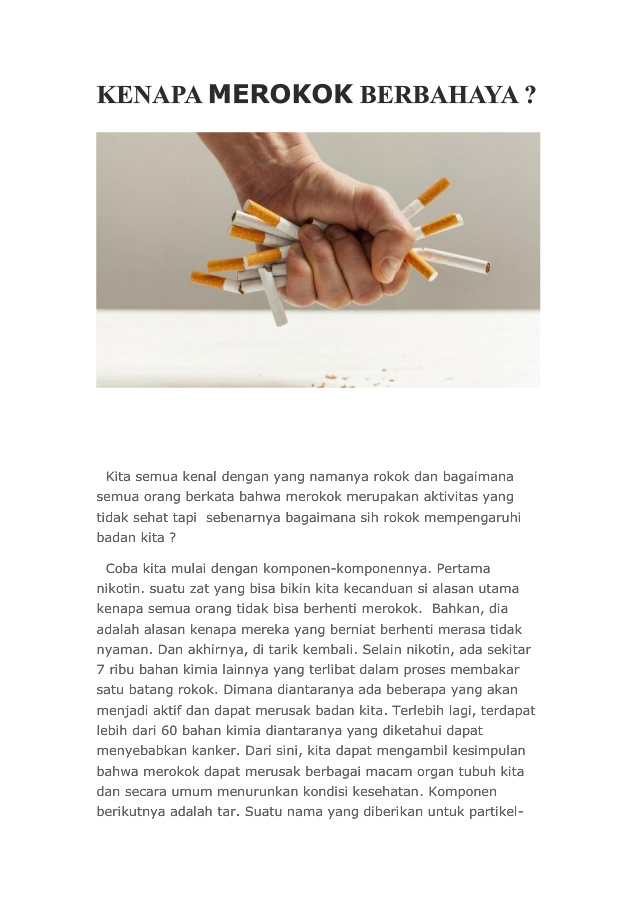 KENAPA MEROKOK BERBAHAYA ?
Kita semua kenal dengan yang namanya rokok dan bagaimana
semua orang berkata bahwa merokok merupakan aktivitas yang
tidak sehat tapi  sebenarnya bagaimana sih rokok mempengaruhi
badan kita ?
Coba kita mulai dengan komponen-komponennya. Pertama
nikotin. suatu zat yang bisa bikin kita kecanduan si alasan utama
kenapa semua orang tidak bisa berhenti merokok.  Bahkan, dia
adalah alasan kenapa mereka yang berniat berhenti merasa tidak
nyaman. Dan akhirnya, di tarik kembali. Selain nikotin, ada sekitar
7 ribu bahan kimia lainnya yang terlibat dalam proses membakar
satu batang rokok. Dimana diantaranya ada beberapa yang akan
menjadi aktif dan dapat merusak badan kita. Terlebih lagi, terdapat
lebih dari 60 bahan kimia diantaranya yang diketahui dapat
menyebabkan kanker. Dari sini, kita dapat mengambil kesimpulan
bahwa merokok dapat merusak berbagai macam organ tubuh kita
dan secara umum menurunkan kondisi kesehatan. Komponen
berikutnya adalah tar. Suatu nama yang diberikan untuk partikel-